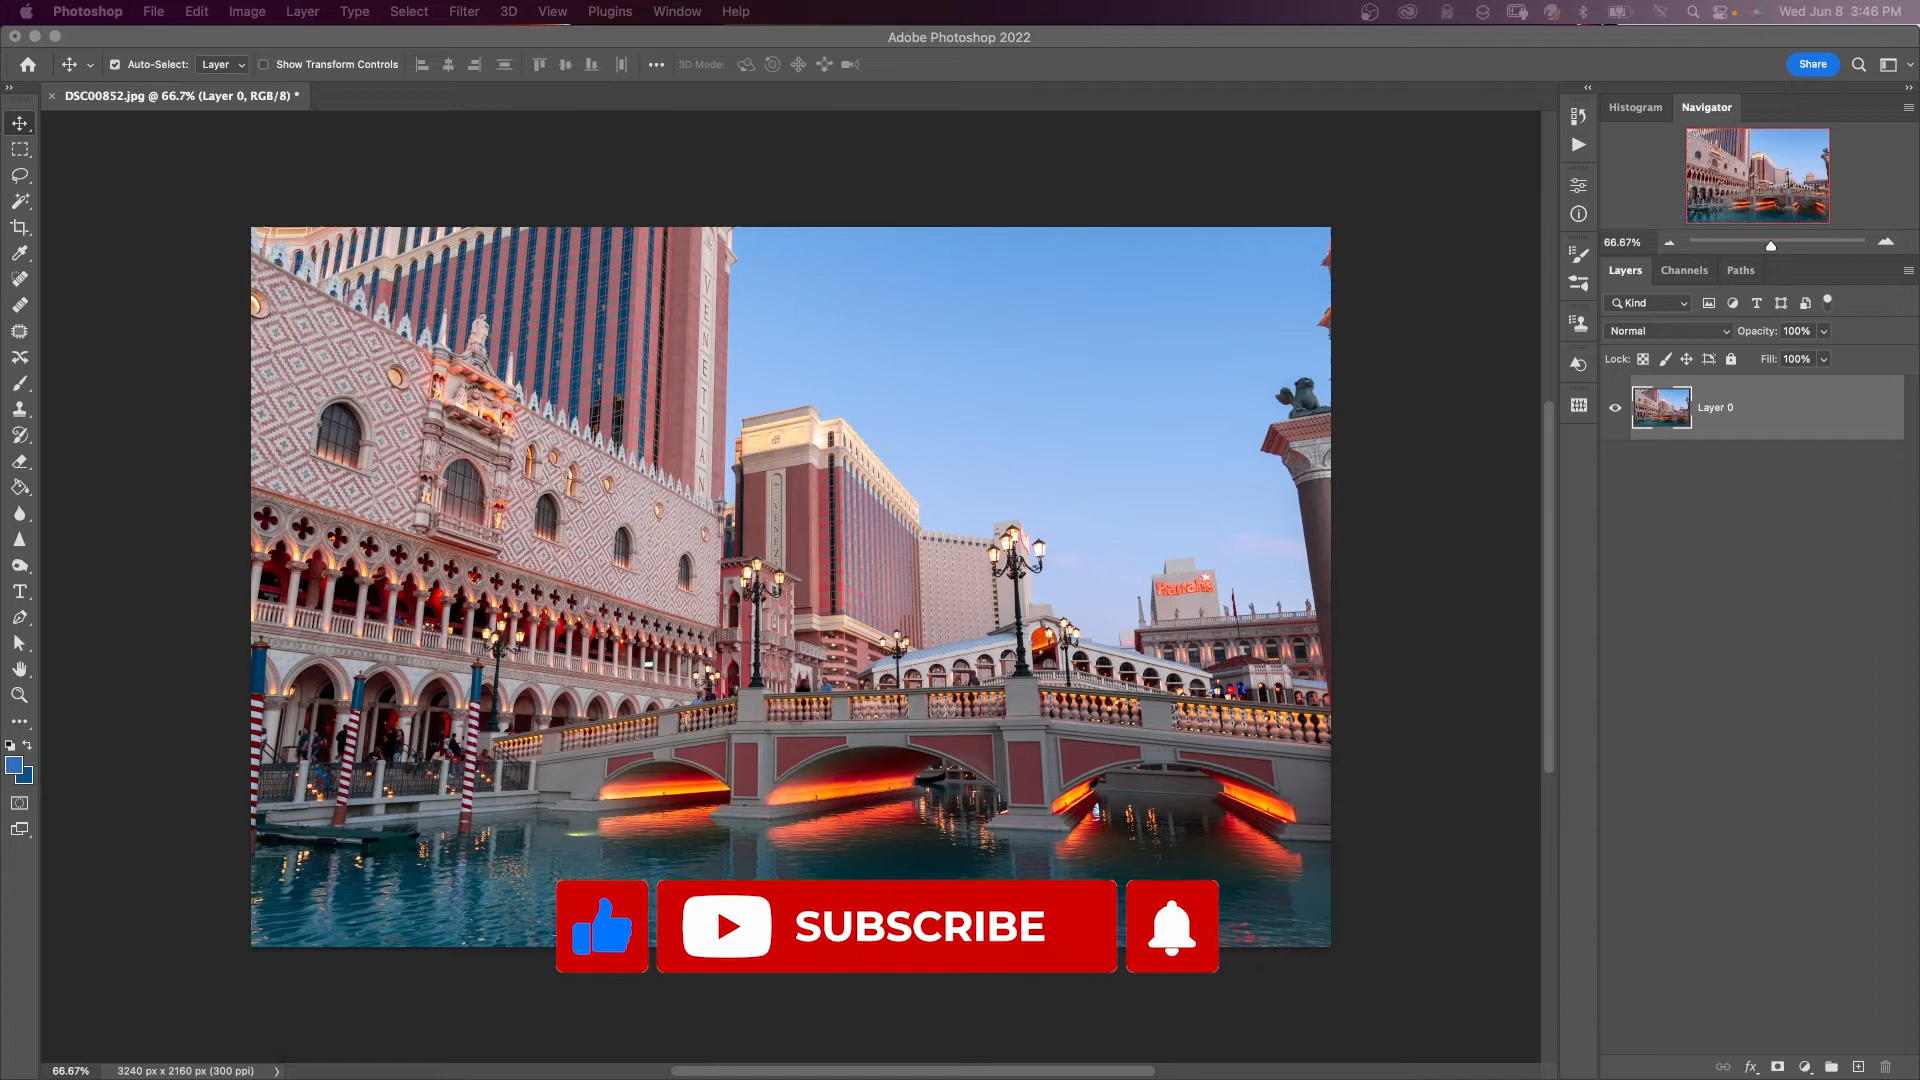 Photoshop File Edit Image Layer Type Select Filter 3D View Plugins Window Help Wed Jun 8 3:46 PM
Adobe Photoshop 2022
Auto-Select: Layer Show Transform Controls 3D Mode: Share
DSC00852.jpg @ 66.7% (Layer 0, RGB/8) *
Histogram Navigator
66.67%
Layers Channels Paths
Kind
Normal Opacity: 100%
Lock: Fill: 100%
Layer 0
VENETIAN
VENEZ
Harrahs
SUBSCRIBE
66.67% 3240 px x 2160 px (300 ppi)